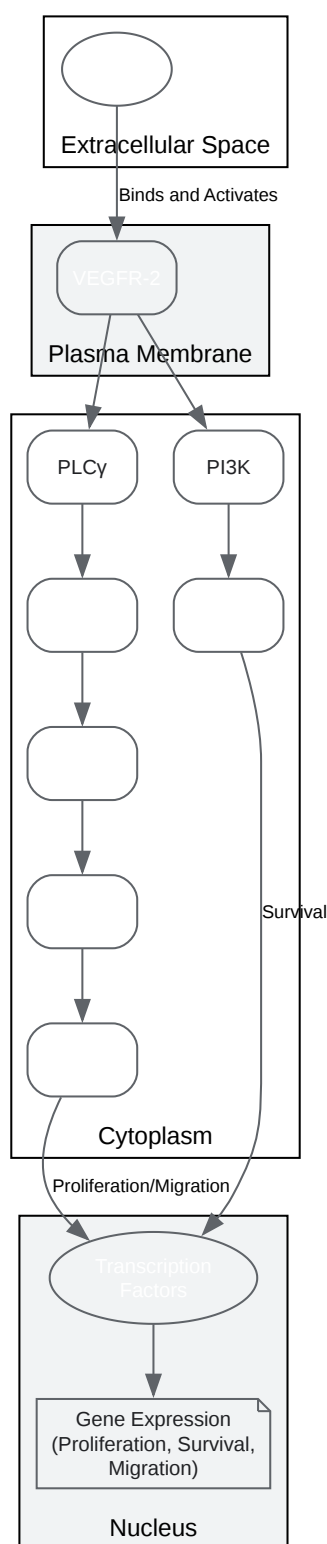 Extracellular Space
Binds and Activates
VEGFR-2
Plasma Membrane
PLCγ
PI3K
Survival
Cytoplasm
Proliferation/Migration
Transcription
Factors
Gene Expression
(Proliferation, Survival,
Migration)
Nucleus